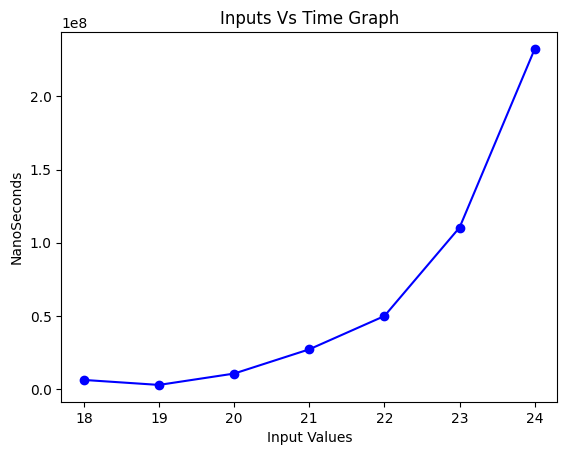 Inputs Vs Time Graph
1e8
2.0
1.5
1.0
0.5
0.0
NanoSeconds
18 19 20 21 22 23 24
Input Values